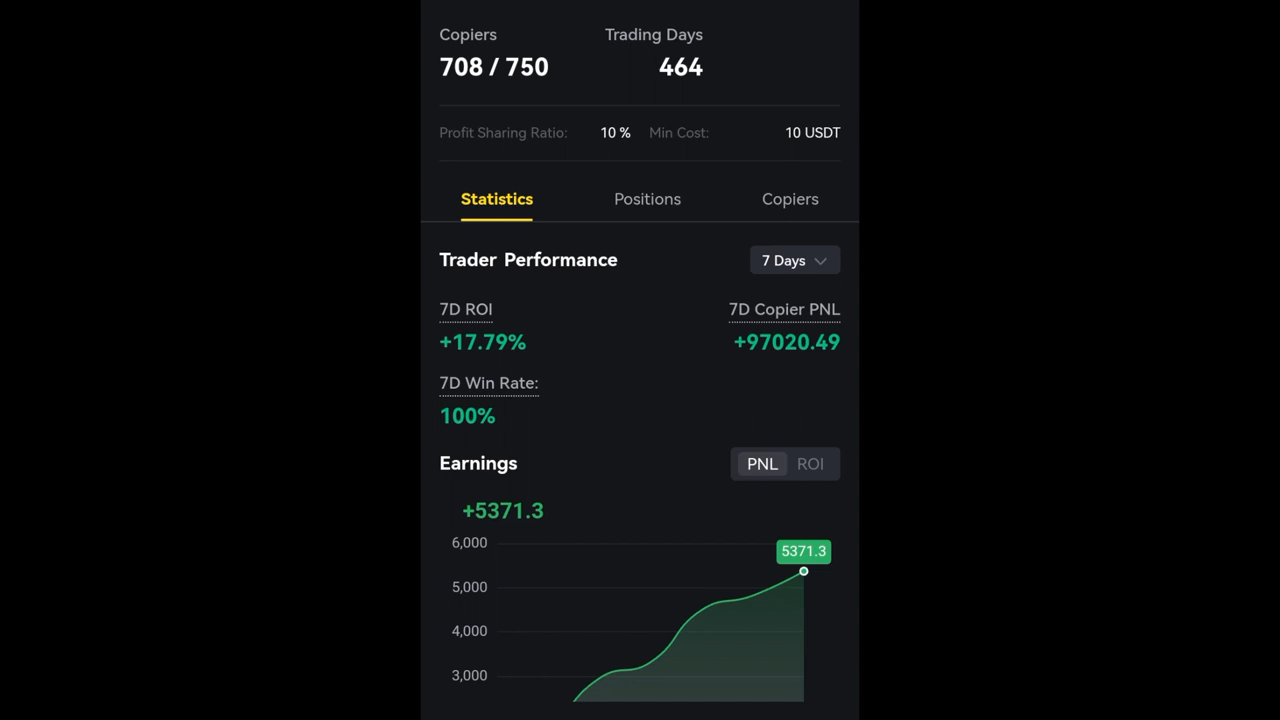 Copiers Trading Days
708 / 750 464
Profit Sharing Ratio: 10 % Min Cost: 10 USDT
Statistics Positions Copiers
Trader Performance 7 Days
7D ROI 7D Copier PNL
+17.79% +97020.49
7D Win Rate:
100%
Earnings PNL ROI
+5371.3
6,000 5371.3
5,000
4,000
3,000